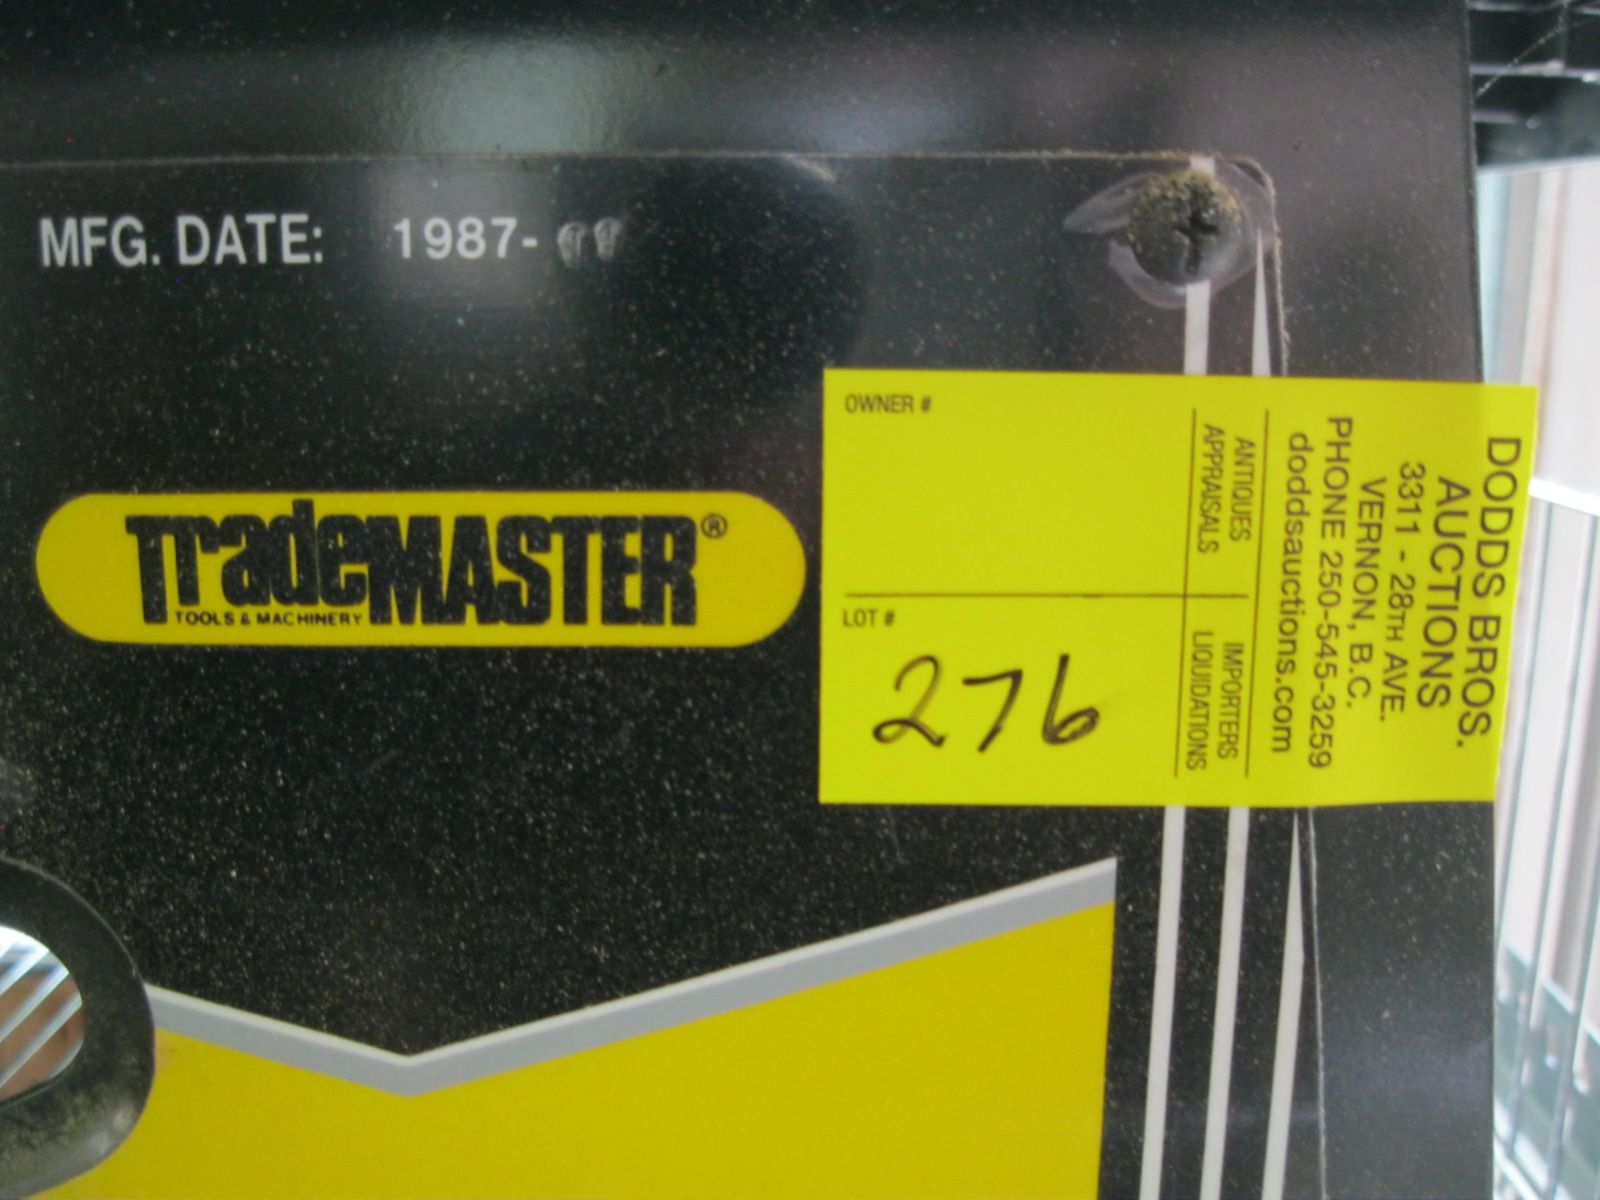 MFG. DATE: 1987-
TradeMASTER®
TOOLS & MACHINERY
OWNER #
LOT #
276
DODDS BROS.
AUCTIONS
3311 - 28TH AVE.
VERNON, B.C.
PHONE 250-545-3259
doddsauctions.com
ANTIQUES IMPORTERS
APPRAISALS LIQUIDATIONS